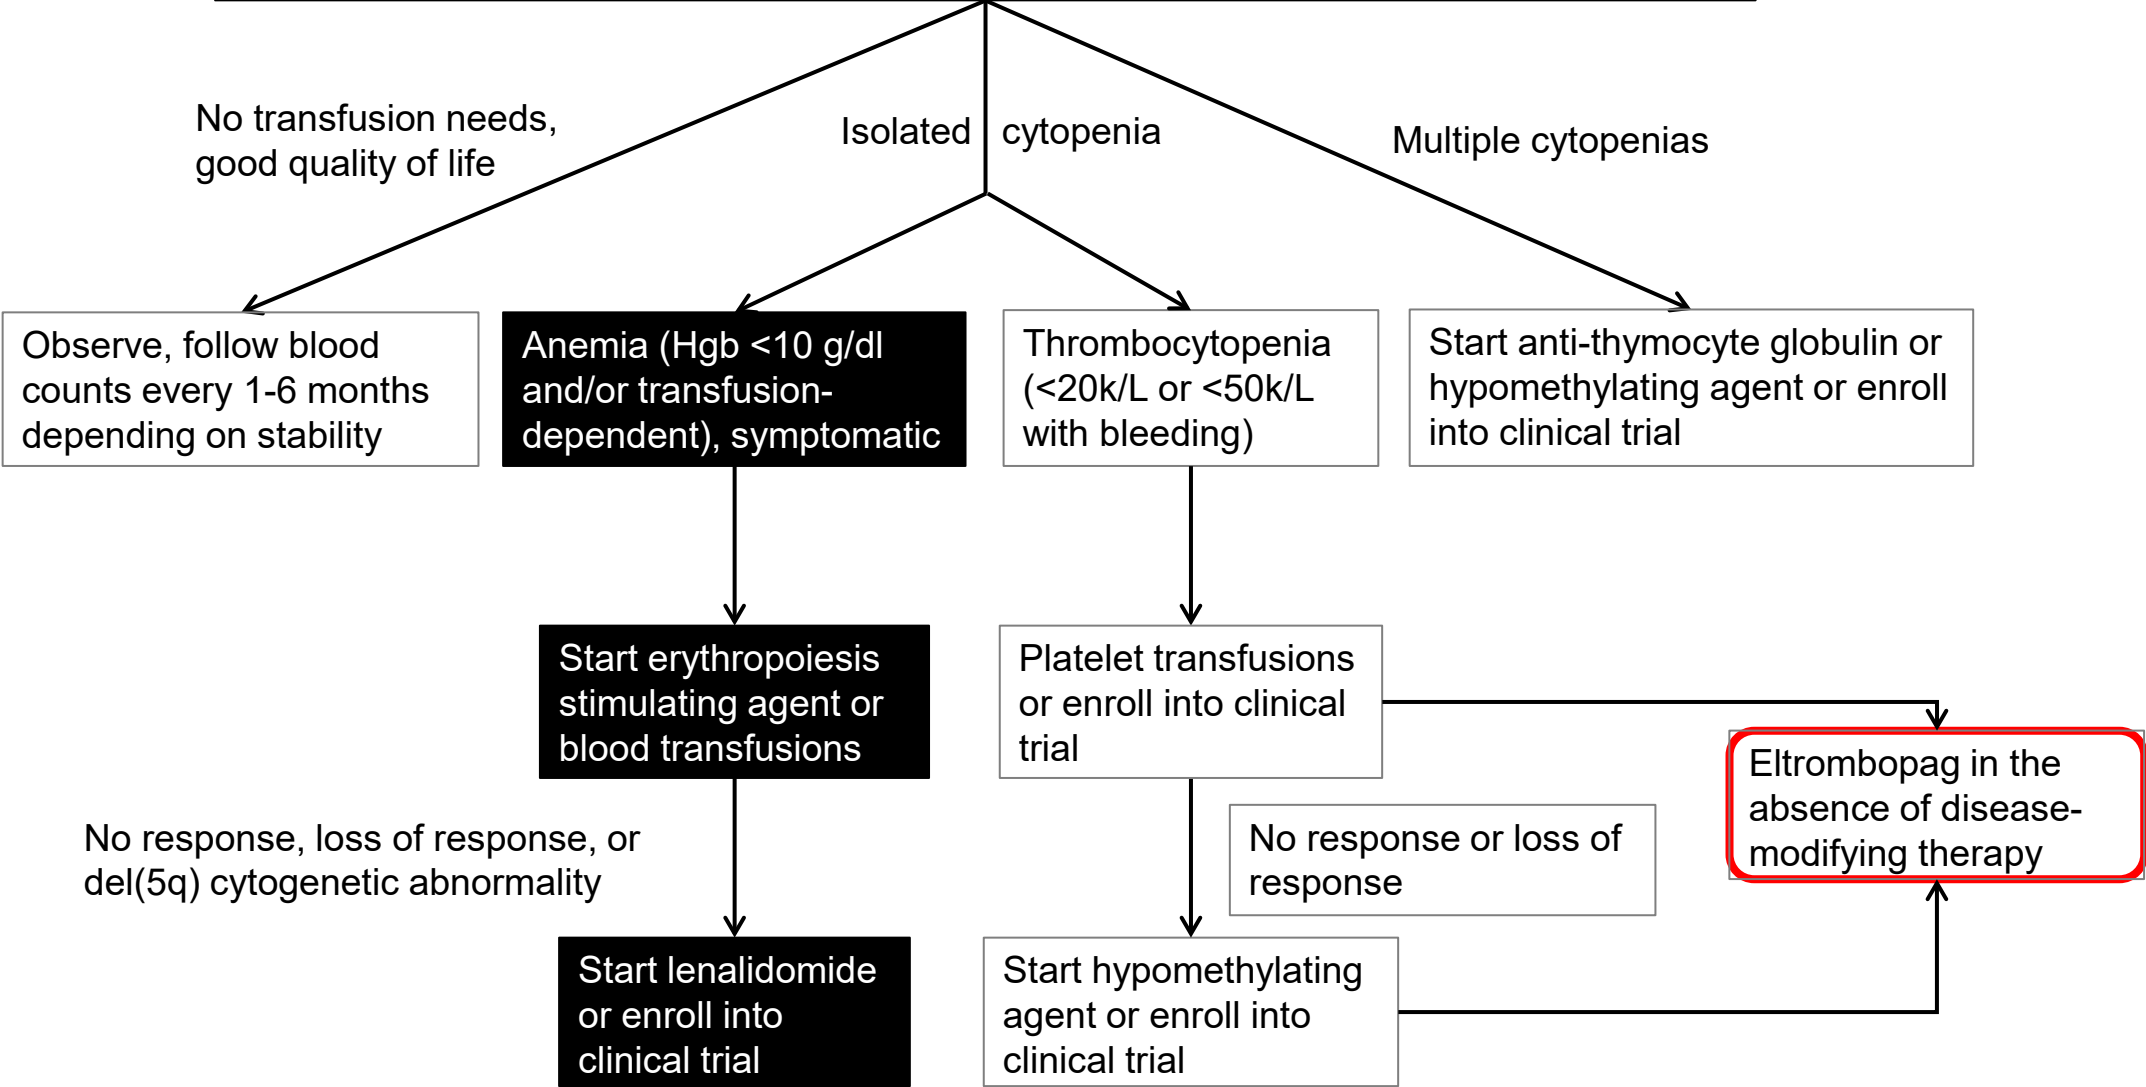 No transfusion needs,
good quality of life
Isolated cytopenia
Multiple cytopenias
Observe, follow blood
counts every 1-6 months
depending on stability
Anemia (Hgb <10 g/dl
and/or transfusion-
dependent), symptomatic
Thrombocytopenia
(<20k/L or <50k/L
with bleeding)
Start anti-thymocyte globulin or
hypomethylating agent or enroll
into clinical trial
Start erythropoiesis
stimulating agent or
blood transfusions
Platelet transfusions
or enroll into clinical
trial
Eltrombopag in the
absence of disease-
modifying therapy
No response, loss of response, or
del(5q) cytogenetic abnormality
No response or loss of
response
Start lenalidomide
or enroll into
clinical trial
Start hypomethylating
agent or enroll into
clinical trial